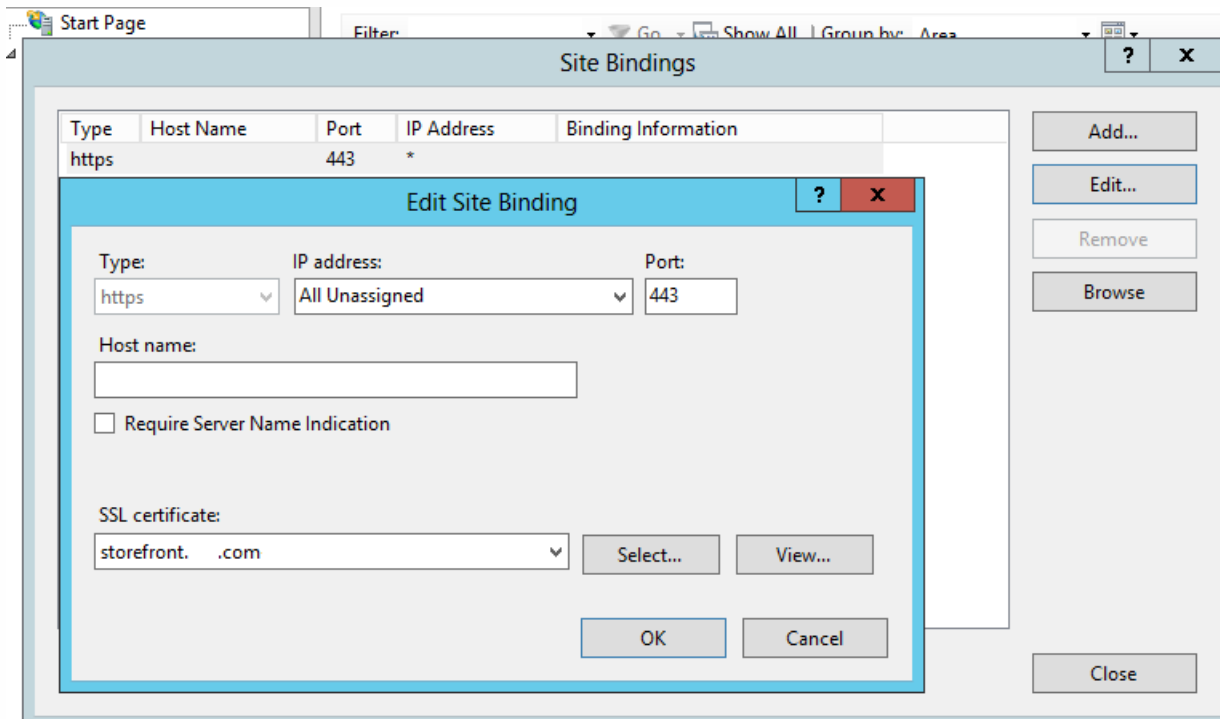 Start Page
Filter: Go Show All Group by: Area
Site Bindings ? x
Type Host Name Port IP Address Binding Information
https 443 *
Add...
Edit...
Remove
Browse
Edit Site Binding ? x
Type: IP address: Port:
https All Unassigned 443
Host name:
Require Server Name Indication
SSL certificate:
storefront. .com Select... View...
OK Cancel
Close